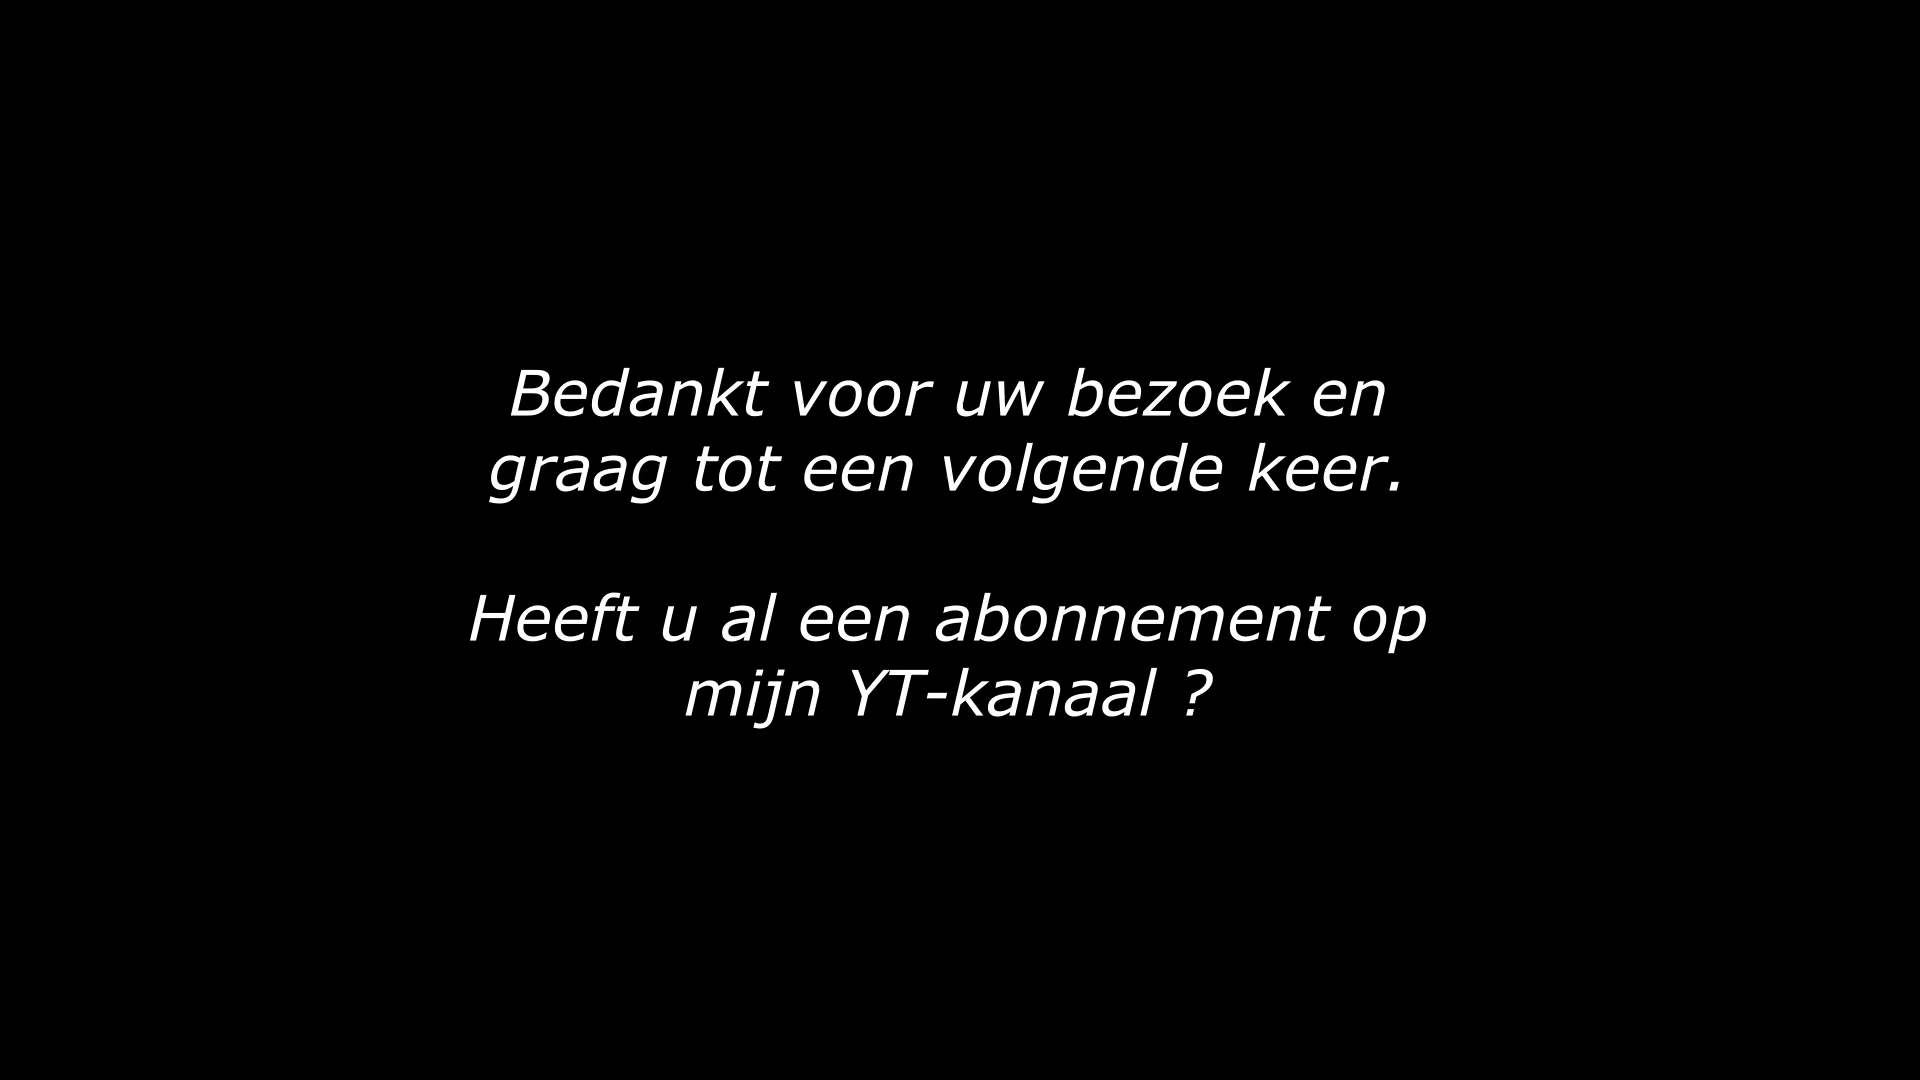 Bedankt voor uw bezoek en
graag tot een volgende keer.
Heeft u al een abonnement op
mijn YT-kanaal ?